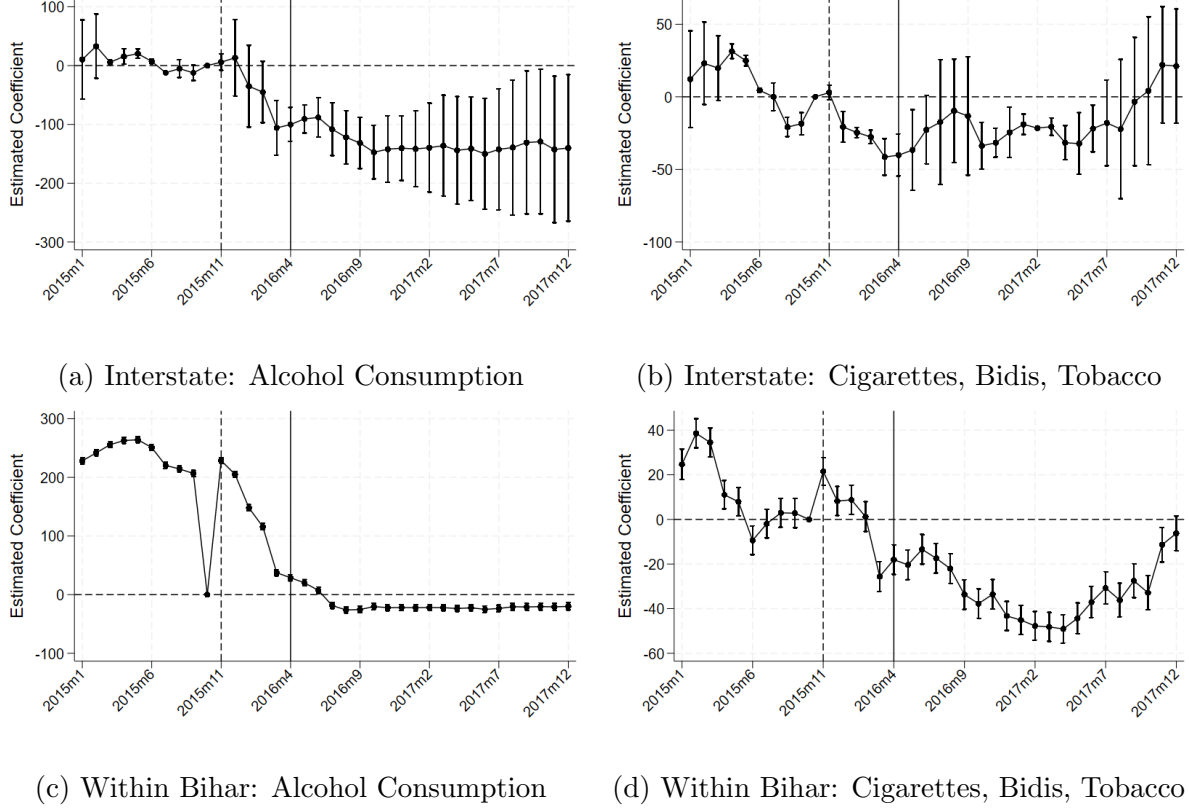 100
0
-100
-200
-300
Estimated Coefficient
2015m1
2015m6
2015m11
2016m4
2016m9
2017m2
2017m7
2017m12
(a) Interstate: Alcohol Consumption
50
0
-50
-100
Estimated Coefficient
2015m1
2015m6
2015m11
2016m4
2016m9
2017m2
2017m7
2017m12
(b) Interstate: Cigarettes, Bidis, Tobacco
300
200
100
0
-100
Estimated Coefficient
2015m1
2015m6
2015m11
2016m4
2016m9
2017m2
2017m7
2017m12
(c) Within Bihar: Alcohol Consumption
40
20
0
-20
-40
-60
Estimated Coefficient
2015m1
2015m6
2015m11
2016m4
2016m9
2017m2
2017m7
2017m12
(d) Within Bihar: Cigarettes, Bidis, Tobacco